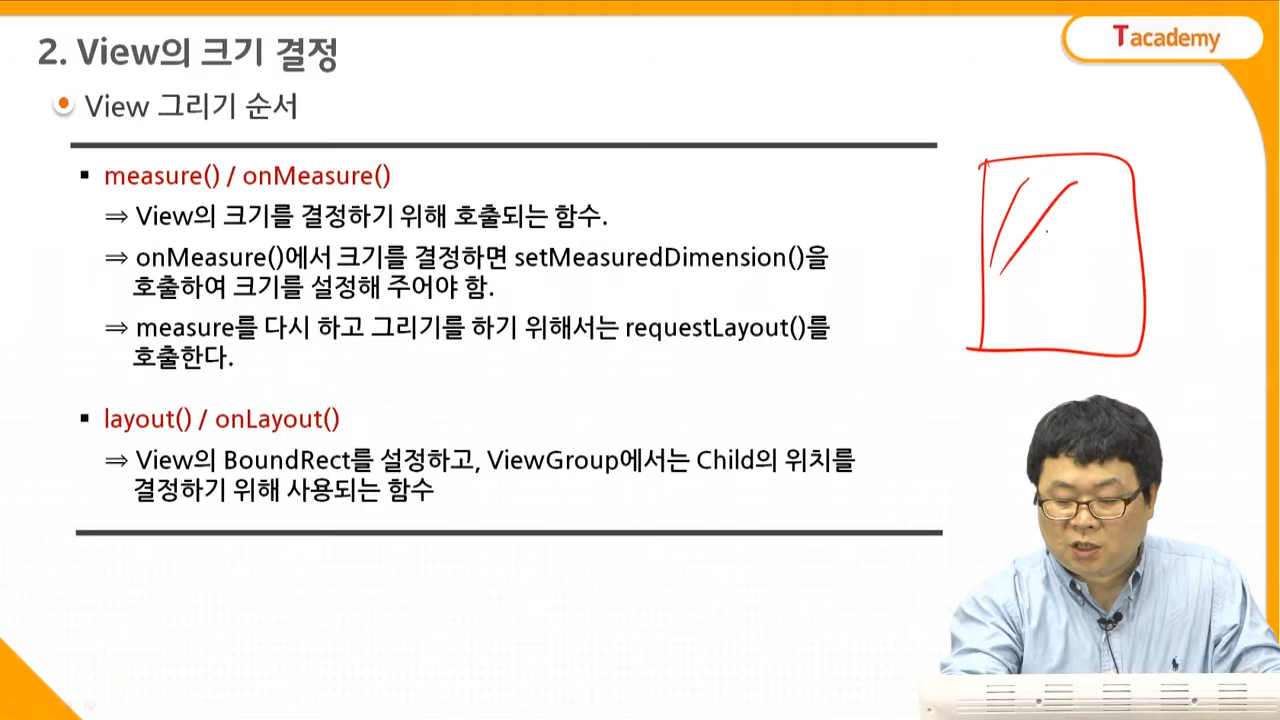 2. View의 크기 결정
Tacademy
View 그리기 순서
▪ measure() / onMeasure()
⇒ View의 크기를 결정하기 위해 호출되는 함수.
⇒ onMeasure()에서 크기를 결정하면 setMeasuredDimension()을
호출하여 크기를 설정해 주어야 함.
⇒ measure를 다시 하고 그리기를 하기 위해서는 requestLayout()를
호출한다.
▪ layout() / onLayout()
⇒ View의 BoundRect를 설정하고, ViewGroup에서는 Child의 위치를
결정하기 위해 사용되는 함수